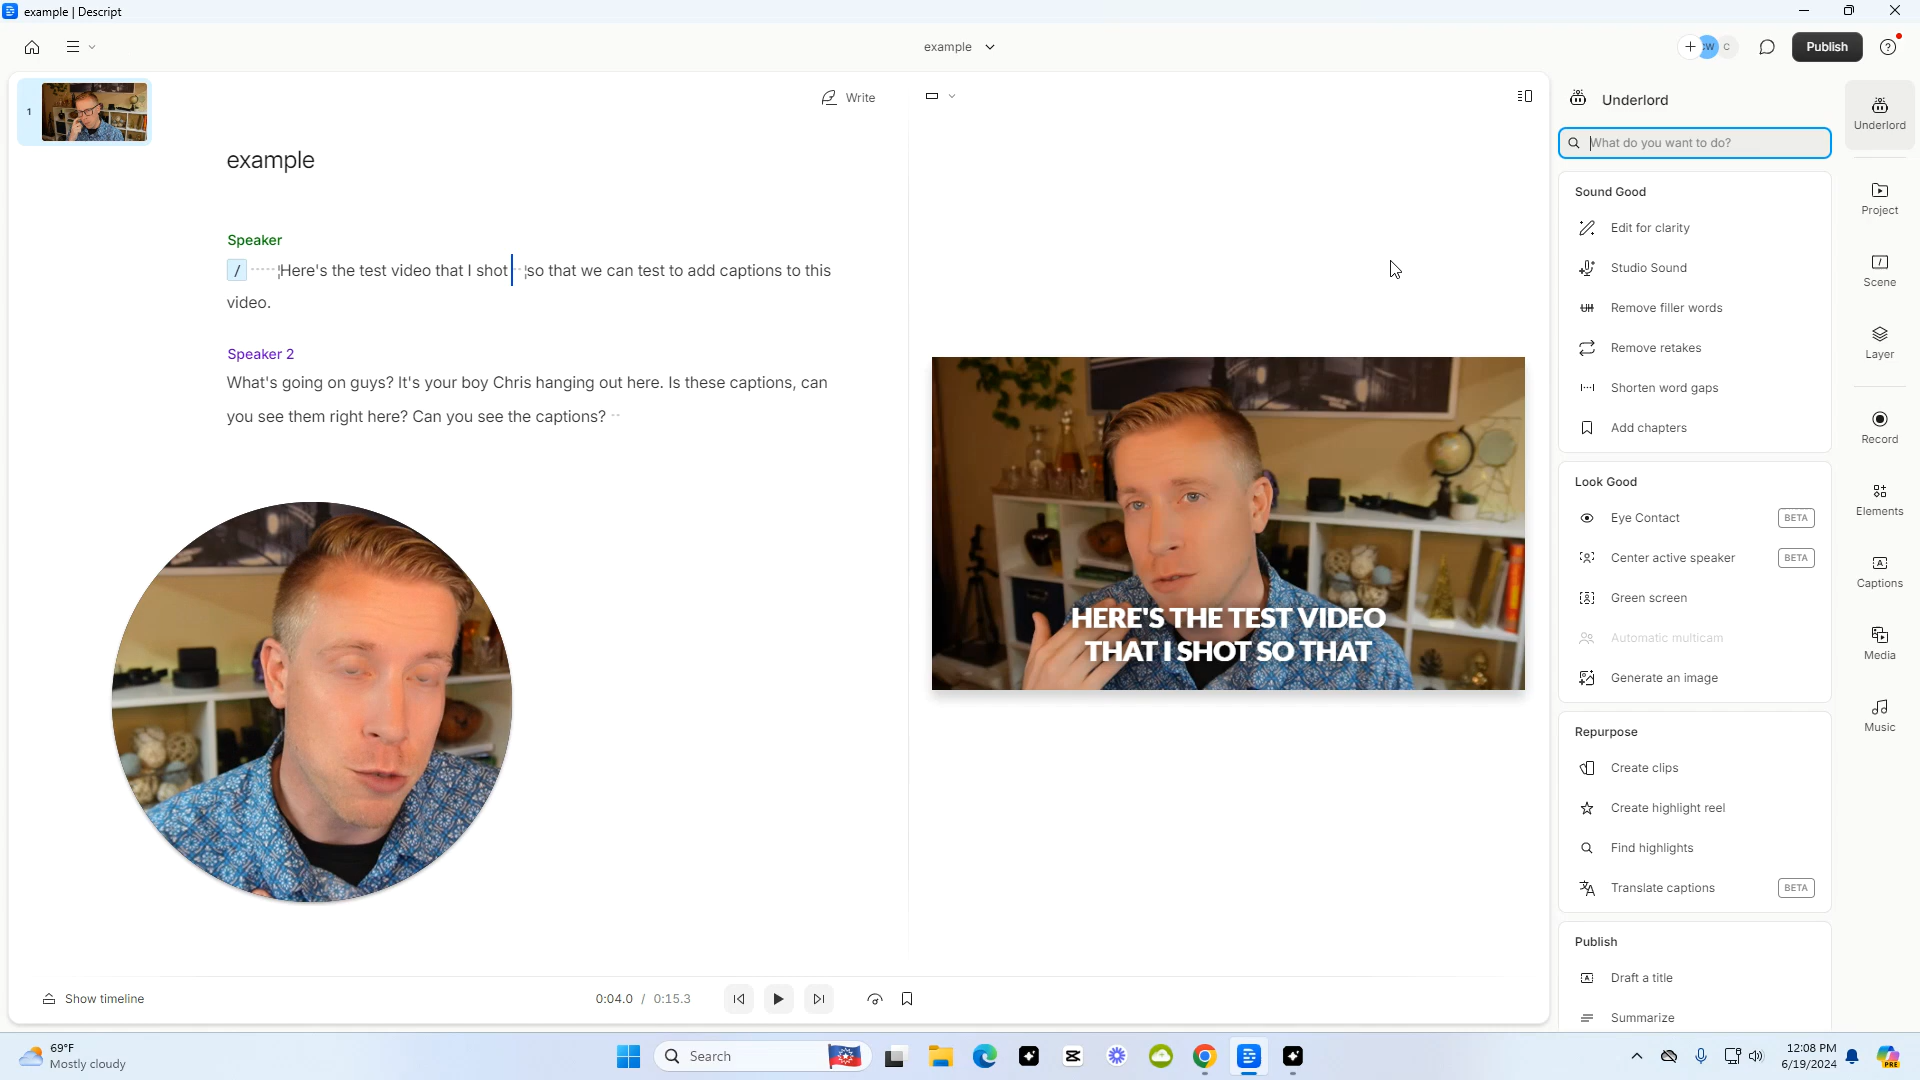 example | Descript
example
CW
C
Publish
1
Write
Underlord
Underlord
What do you want to do?
example
Sound Good
Project
Edit for clarity
Speaker
/ Here's the test video that I shot so that we can test to add captions to this
video.
Studio Sound
Scene
Remove filler words
Remove retakes
Layer
Speaker 2
What's going on guys? It's your boy Chris hanging out here. Is these captions, can
you see them right here? Can you see the captions?
Shorten word gaps
Add chapters
Record
Look Good
Elements
Eye Contact BETA
Center active speaker BETA
Captions
Green screen
HERE'S THE TEST VIDEO
THAT I SHOT SO THAT
Automatic multicam
Media
Generate an image
Music
Repurpose
Create clips
Create highlight reel
Find highlights
Translate captions BETA
Publish
Draft a title
Summarize
Show timeline
0:04.0 / 0:15.3
69°F
Mostly cloudy
Search
12:08 PM
6/19/2024
PRE